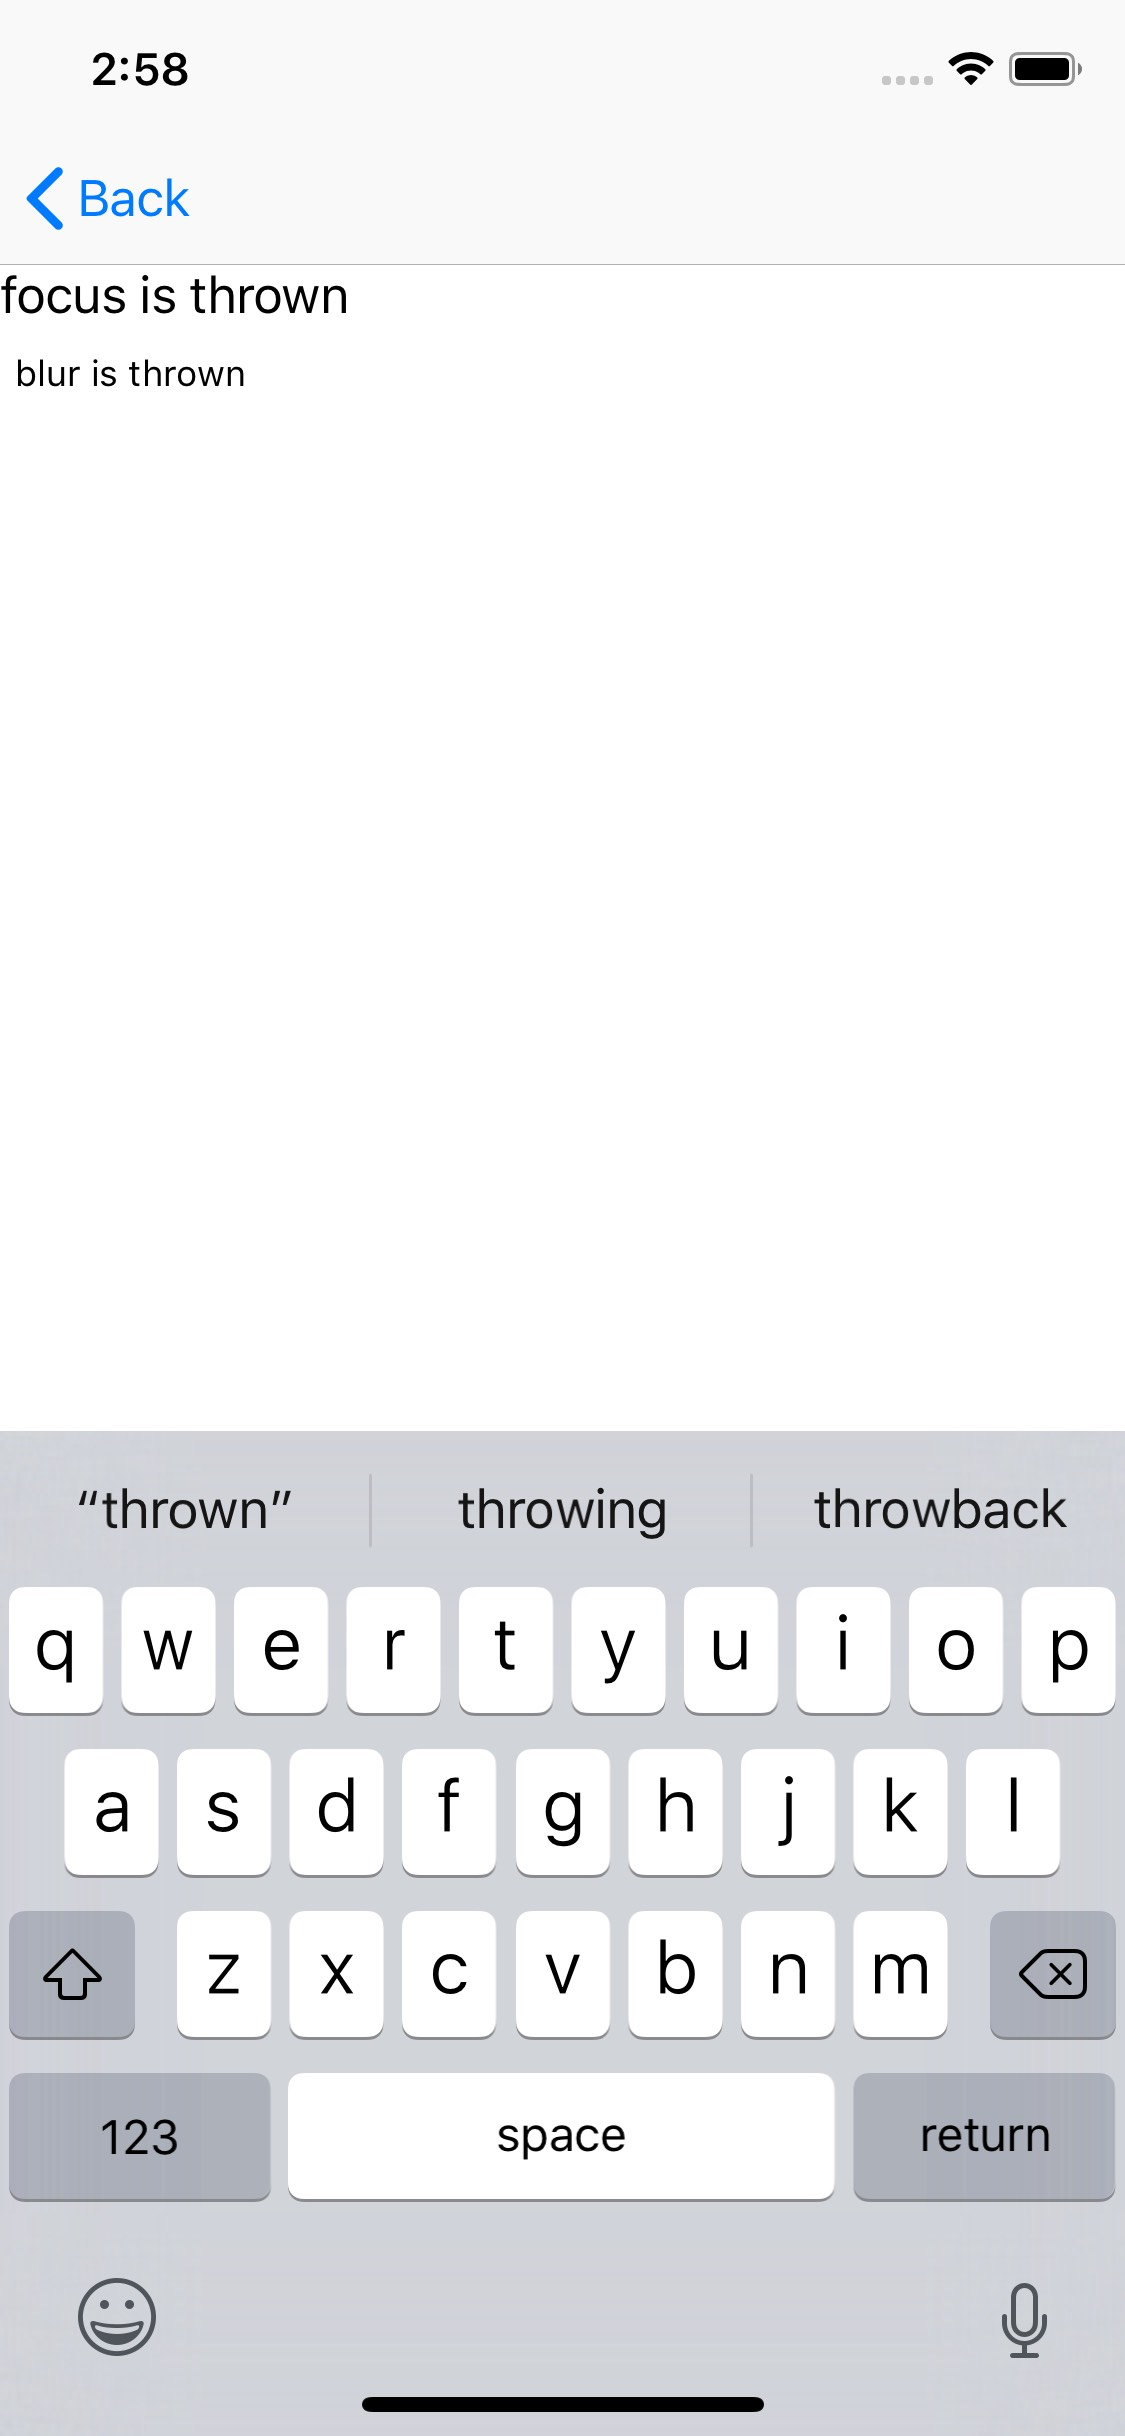 2:58
Back
focus is thrown
blur is thrown
“thrown” throwing throwback
q w e r t y u i o p
a s d f g h j k l
z x c v b n m
123 space return